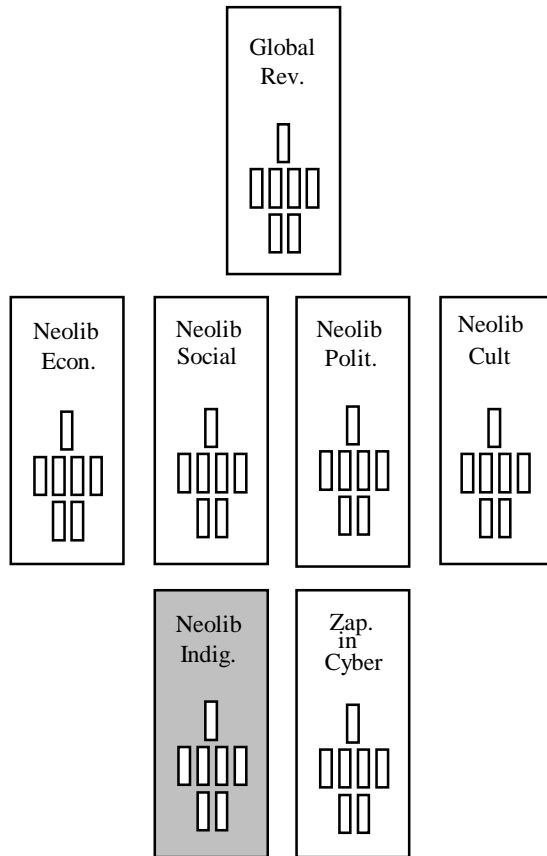 Global
Rev.
Neolib
Econ.
Neolib
Social
Neolib
Polit.
Neolib
Cult
Neolib
Indig.
Zap.
in
Cyber